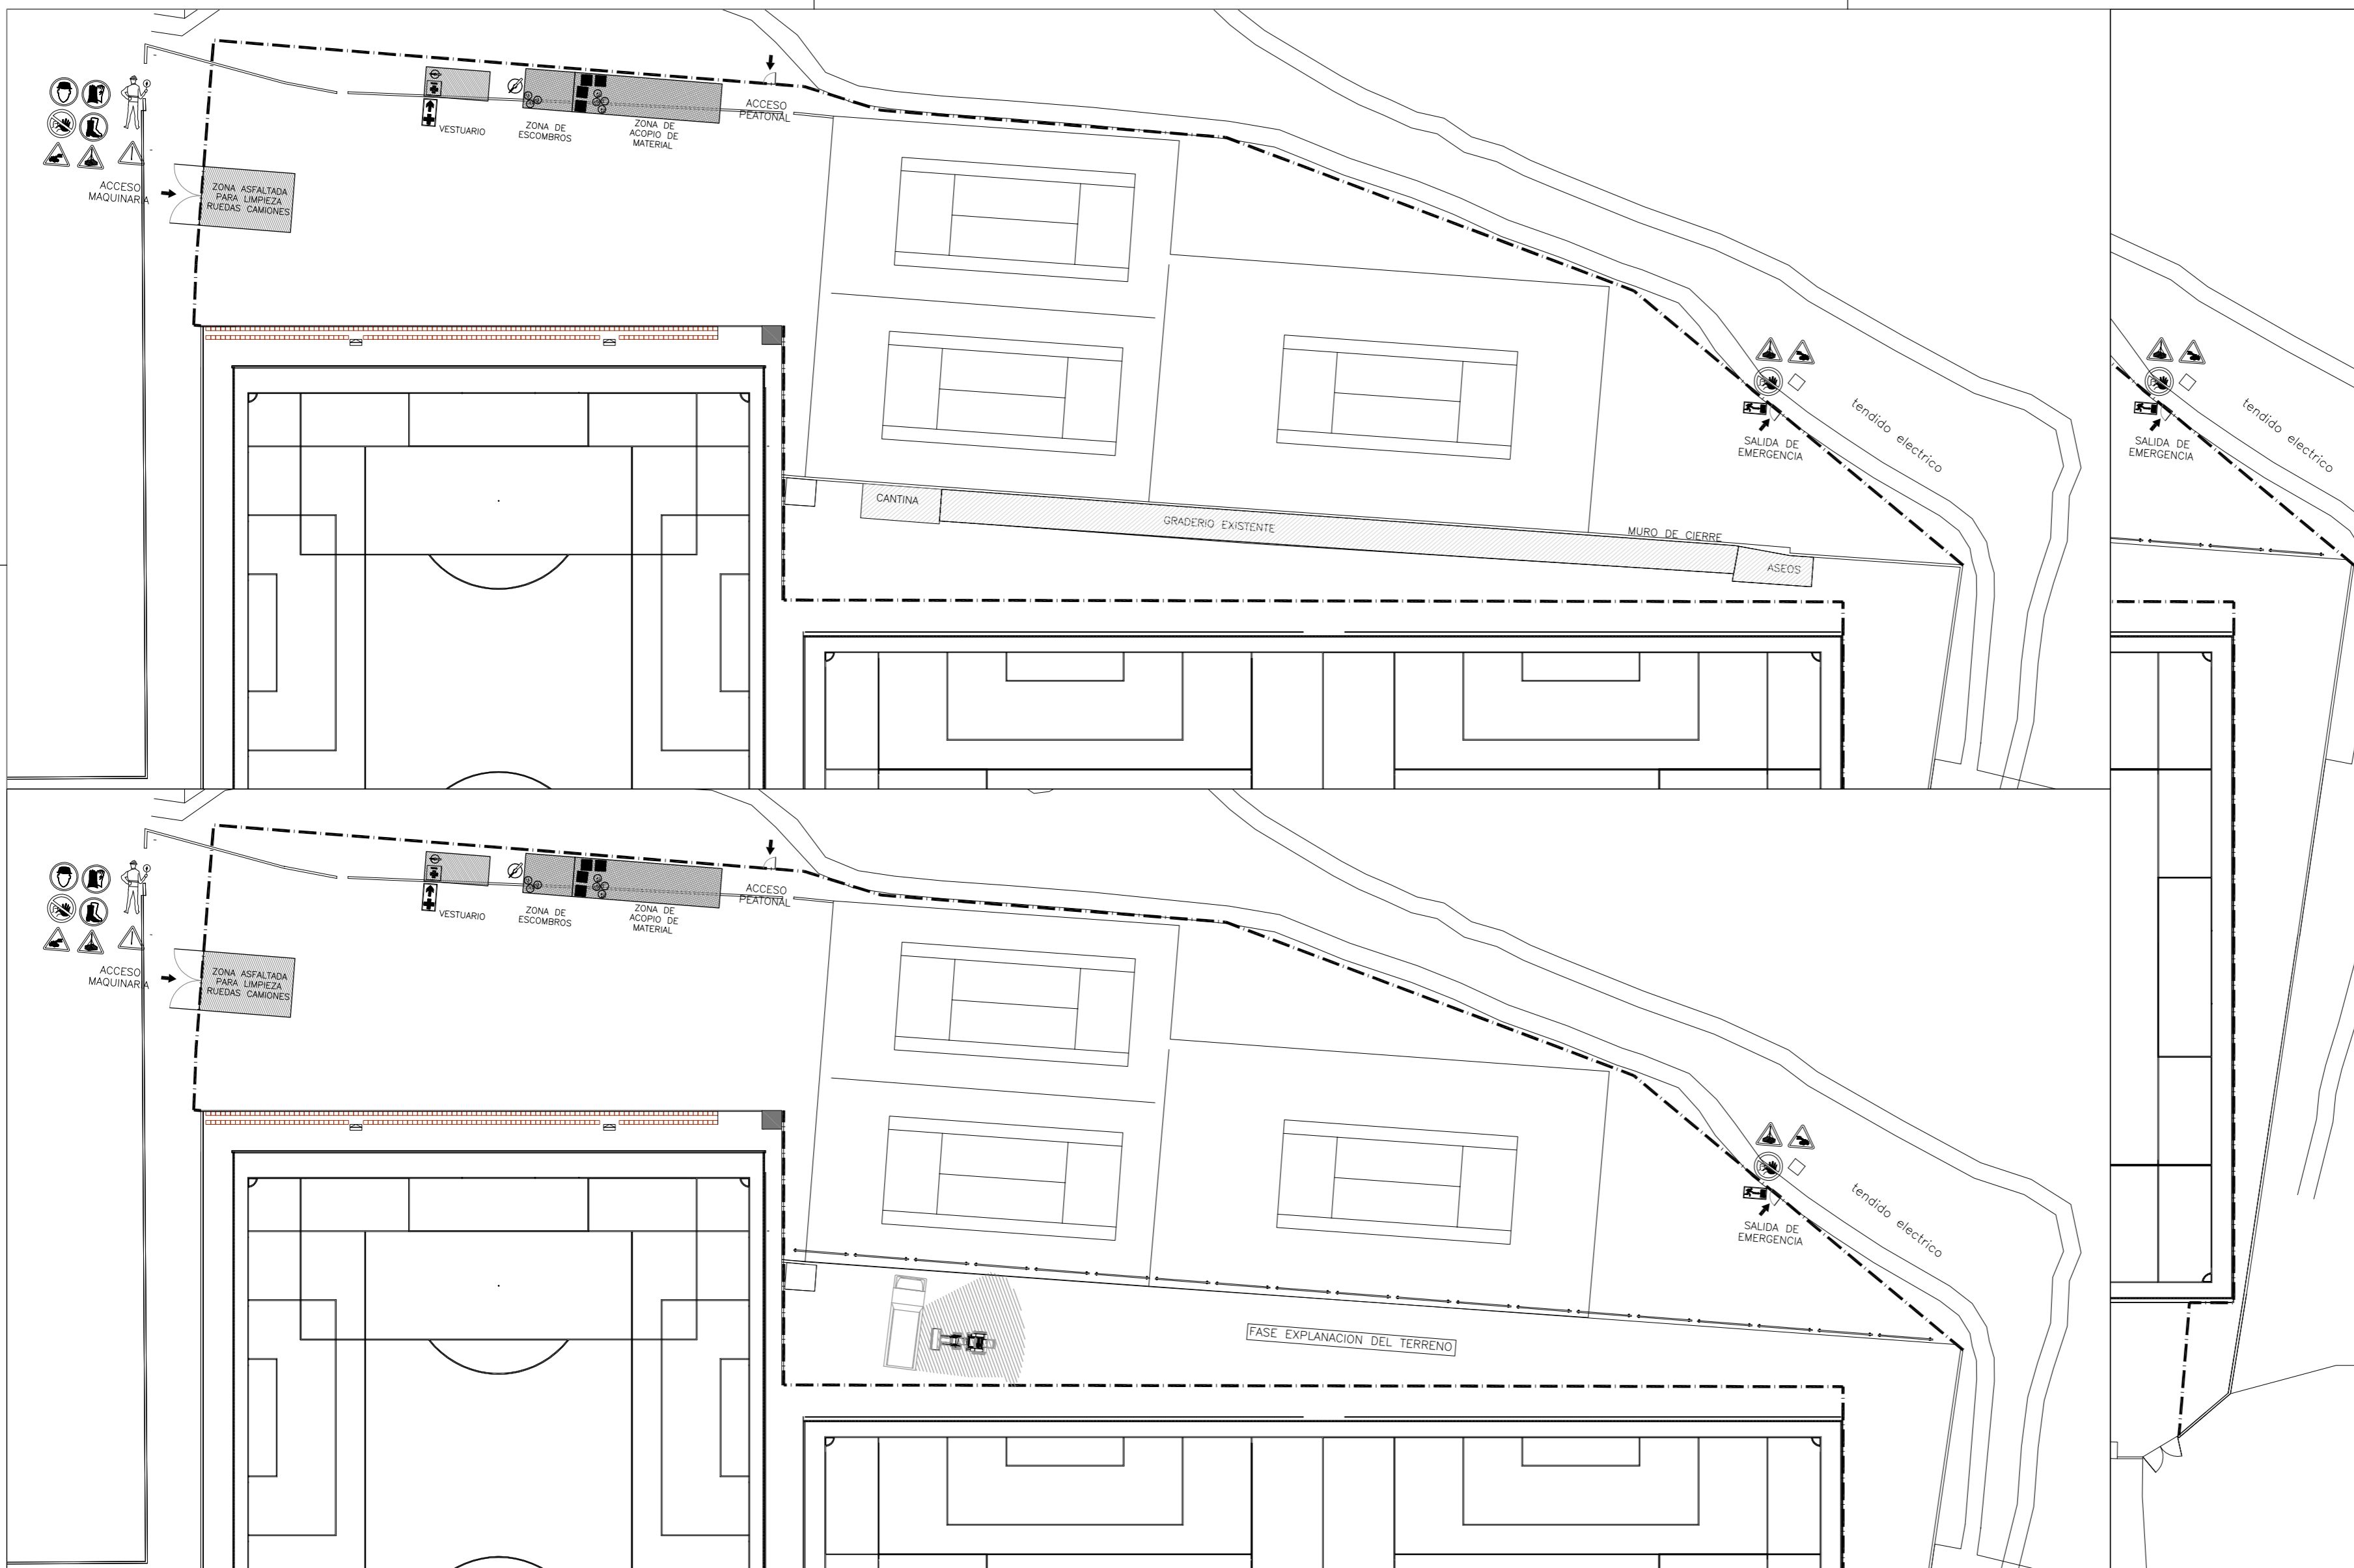 ACCESO
PEATONAL
VESTUARIO
ZONA DE
ESCOMBROS
ZONA DE
ACOPIO DE
MATERIAL
ACCESO
MAQUINARIA
ZONA ASFALTADA
PARA LIMPIEZA
RUEDAS CAMIONES
tendido electrico
SALIDA DE
EMERGENCIA
tendido electrico
SALIDA DE
EMERGENCIA
CANTINA
GRADERIO EXISTENTE
MURO DE CIERRE
ASEOS
ACCESO
PEATONAL
VESTUARIO
ZONA DE
ESCOMBROS
ZONA DE
ACOPIO DE
MATERIAL
ACCESO
MAQUINARIA
ZONA ASFALTADA
PARA LIMPIEZA
RUEDAS CAMIONES
tendido electrico
SALIDA DE
EMERGENCIA
FASE EXPLANACION DEL TERRENO